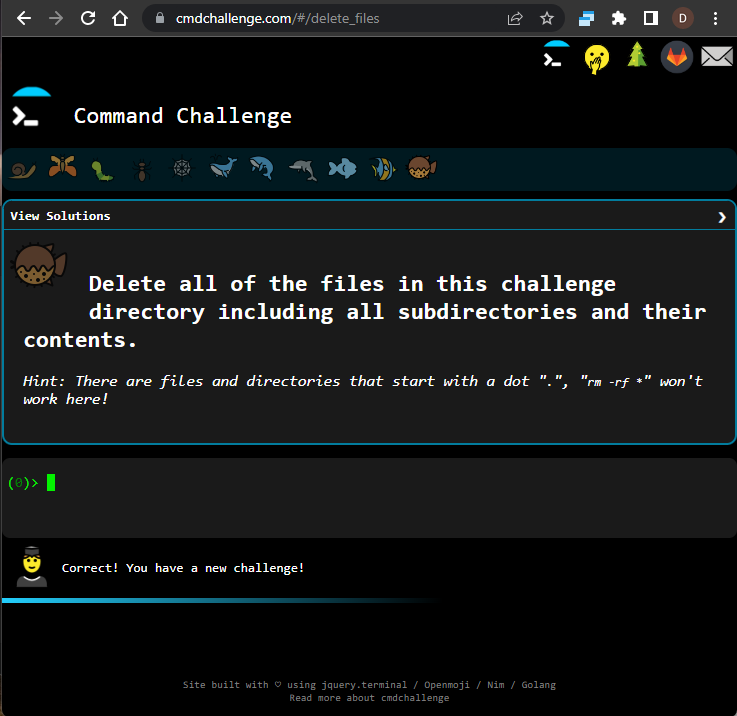 cmdchallenge.com/#/delete_files
D
Command Challenge
View Solutions
Delete all of the files in this challenge
directory including all subdirectories and their
contents.
Hint: There are files and directories that start with a dot ".", "rm -rf *" won't
work here!
(0)>
Correct! You have a new challenge!
Site built with ♡ using jquery.terminal / Openmoji / Nim / Golang
Read more about cmdchallenge